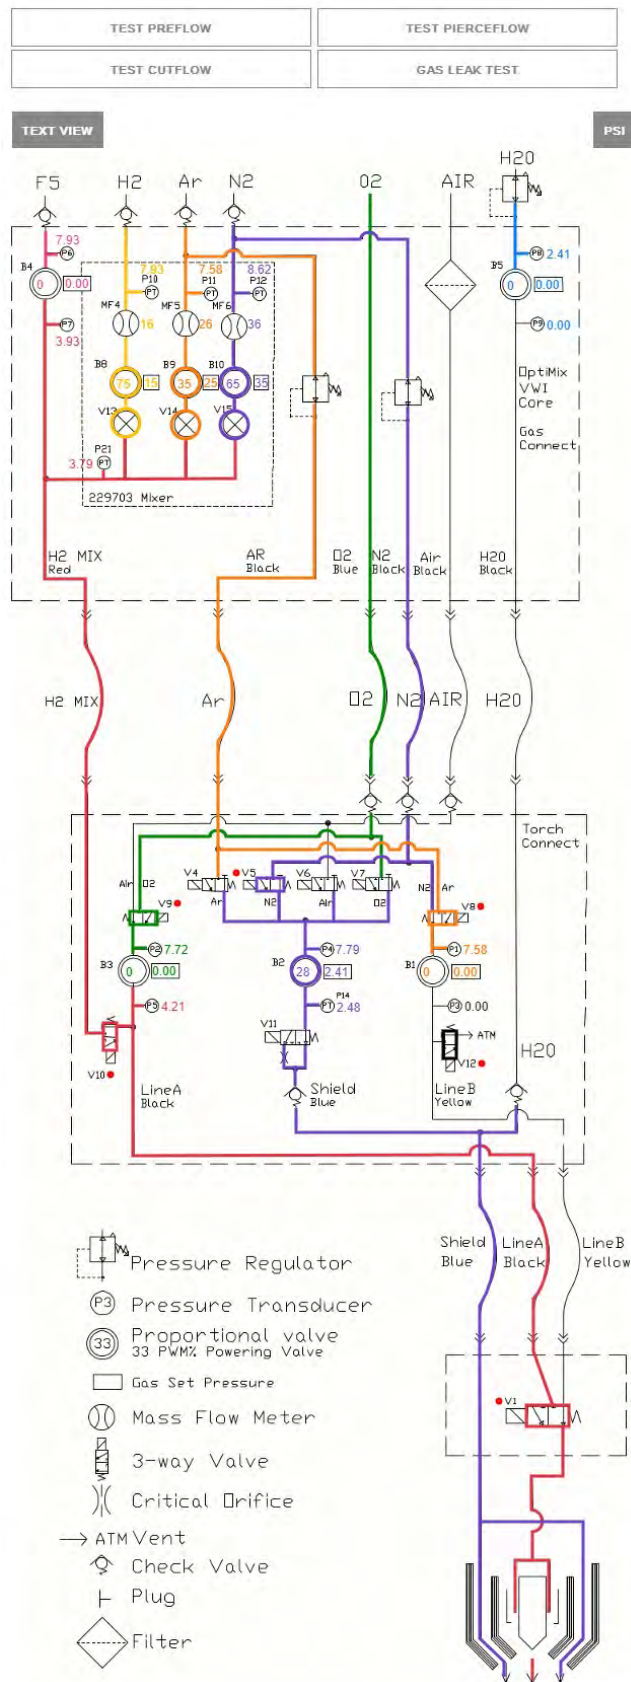 TEST PREFLOW
TEST PIERCEFLOW
TEST CUTFLOW
GAS LEAK TEST
TEXT VIEW
PSI
H20
F5 H2 Ar N2 O2 AIR
7.93
P6
B4
0
0.00
P7
3.93
7.93 7.58 8.62
P10 P11 P12
PT PT PT
MF4 MF5 MF6
16 26 36
B8 B9 B10
75 15 35 25 65 35
V13 V14 V15
P21
PT
3.79
229703 Mixer
P8 2.41
B5
0 0.00
P9 0.00
OptiMix
VWI
Core
Gas
Connect
H2 MIX
Red
AR
Black
O2
Blue
N2
Black
Air
Black
H20
Black
H2 MIX Ar O2 N2 AIR H20
Torch
Connect
Air O2
V9
V4 V5 V6 V7
Ar N2 Air O2
N2 Ar
V8
P2 7.72
P4 7.79
P1 7.58
B3 0 0.00
B2 28 2.41
B1 0 0.00
P5 4.21
P14
PT 2.48
P3 0.00
V11
ATM
V10
V12
H20
LineA
Black
Shield
Blue
LineB
Yellow
Shield
Blue
LineA
Black
LineB
Yellow
V1
Pressure Regulator
P3 Pressure Transducer
33 Proportional valve
33 PWM% Powering Valve
Gas Set Pressure
Mass Flow Meter
3-way Valve
Critical Orifice
ATM Vent
Check Valve
Plug
Filter